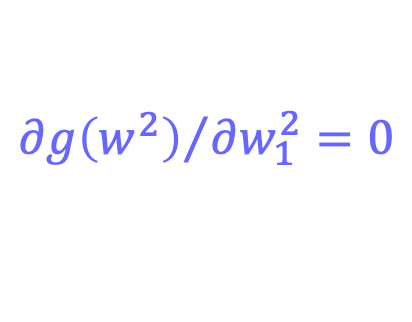 ∂g(w²)/∂w₁² = 0